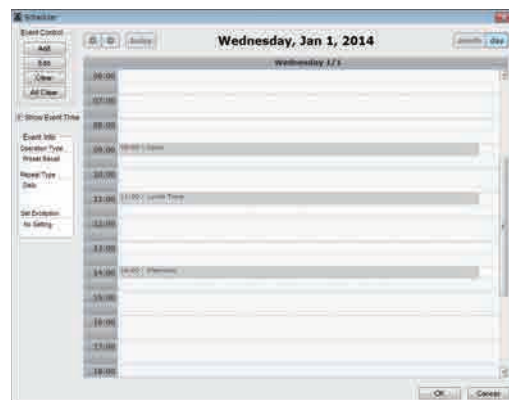 Scheduler
Event Control
Add
Edit
Clear
All Clear
Show Event Time
Event Info
Operation Type
Preset Recall
Repeat Type
Daily
Set Exception
No Setting
today
Wednesday, Jan 1, 2014
month day
Wednesday 1/1
06:00
07:00
08:00
09:00 09:00 | Open
10:00
11:00 11:00 | Lunch Time
12:00
13:00
14:00 14:00 |
15:00
16:00
17:00
18:00
OK Cancel